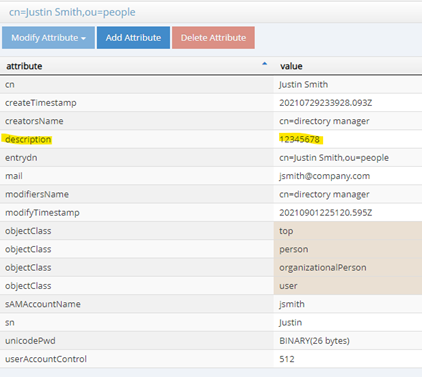 cn=Justin Smith,ou=people
Modify Attribute Add Attribute Delete Attribute
attribute value
cn Justin Smith
createTimestamp 20210729233928.093Z
creatorsName cn=directory manager
description 12345678
entrydn cn=Justin Smith,ou=people
mail jsmith@company.com
modifiersName cn=directory manager
modifyTimestamp 20210901225120.595Z
objectClass top
objectClass person
objectClass organizationalPerson
objectClass user
sAMAccountName jsmith
sn Justin
unicodePwd BINARY(26 bytes)
userAccountControl 512